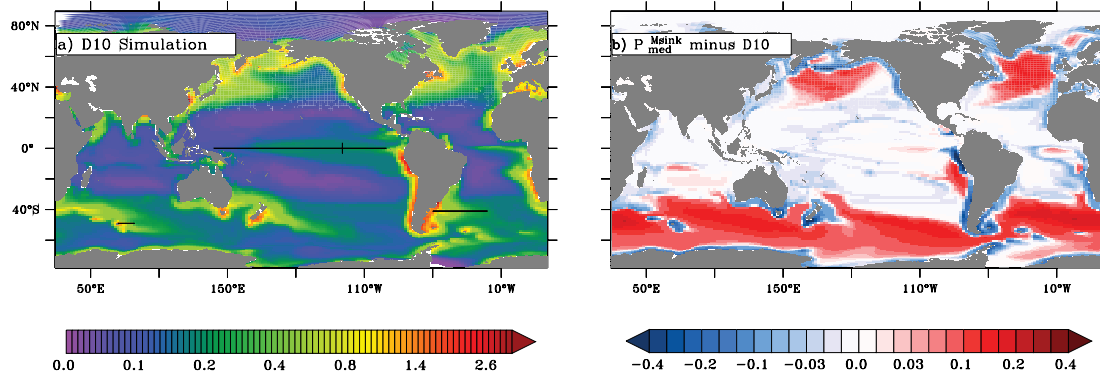 80°N
a) D10 Simulation
40°N
0°
40°S
50°E 150°E 110°W 10°W
0.0 0.1 0.2 0.4 0.8 1.4 2.6
b) P Msink med minus D10
50°E 150°E 110°W 10°W
-0.4 -0.2 -0.1 -0.03 0.0 0.03 0.1 0.2 0.4